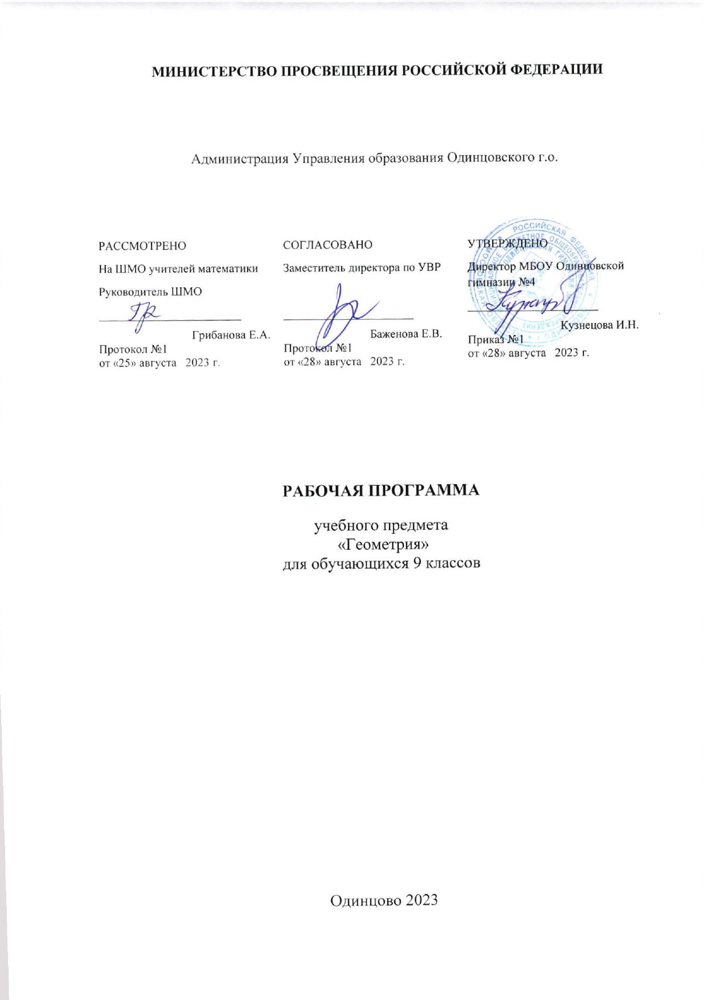 МИНИСТЕРСТВО ПРОСВЕЩЕНИЯ РОССИЙСКОЙ ФЕДЕРАЦИИ
Администрация Управления образования Одинцовского г.о.
РАССМОТРЕНО
На ШМО учителей математики
Руководитель ШМО
Грибанова Е.А.
Протокол №1
от «25» августа 2023 г.
СОГЛАСОВАНО
Заместитель директора по УВР
Баженова Е.В.
Протокол №1
от «28» августа 2023 г.
УТВЕРЖДЕНО
Директор МБОУ Одинцовской
гимназии №4
Кузнецова И.Н.
Приказ №1
от «28» августа 2023 г.
РОССИЙСКАЯ ФЕДЕРАЦИЯ
РАБОЧАЯ ПРОГРАММА
учебного предмета
«Геометрия»
для обучающихся 9 классов
Одинцово 2023